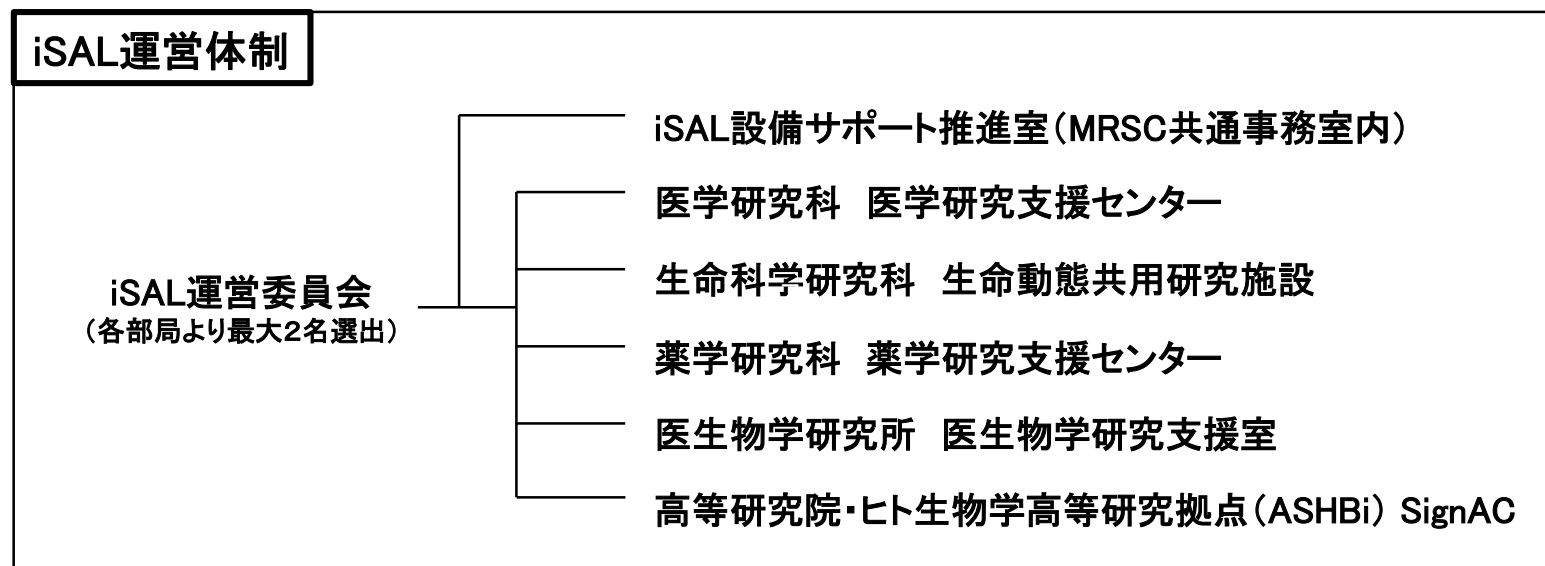 iSAL運営体制
iSAL設備サポート推進室（MRSC共通事務室内）
医学研究科　医学研究支援センター
生命科学研究科　生命動態共用研究施設
iSAL運営委員会
（各部局より最大２名選出）
薬学研究科　薬学研究支援センター
医生物学研究所　医生物学研究支援室
高等研究院・ヒト生物学高等研究拠点（ASHBi） SignAC